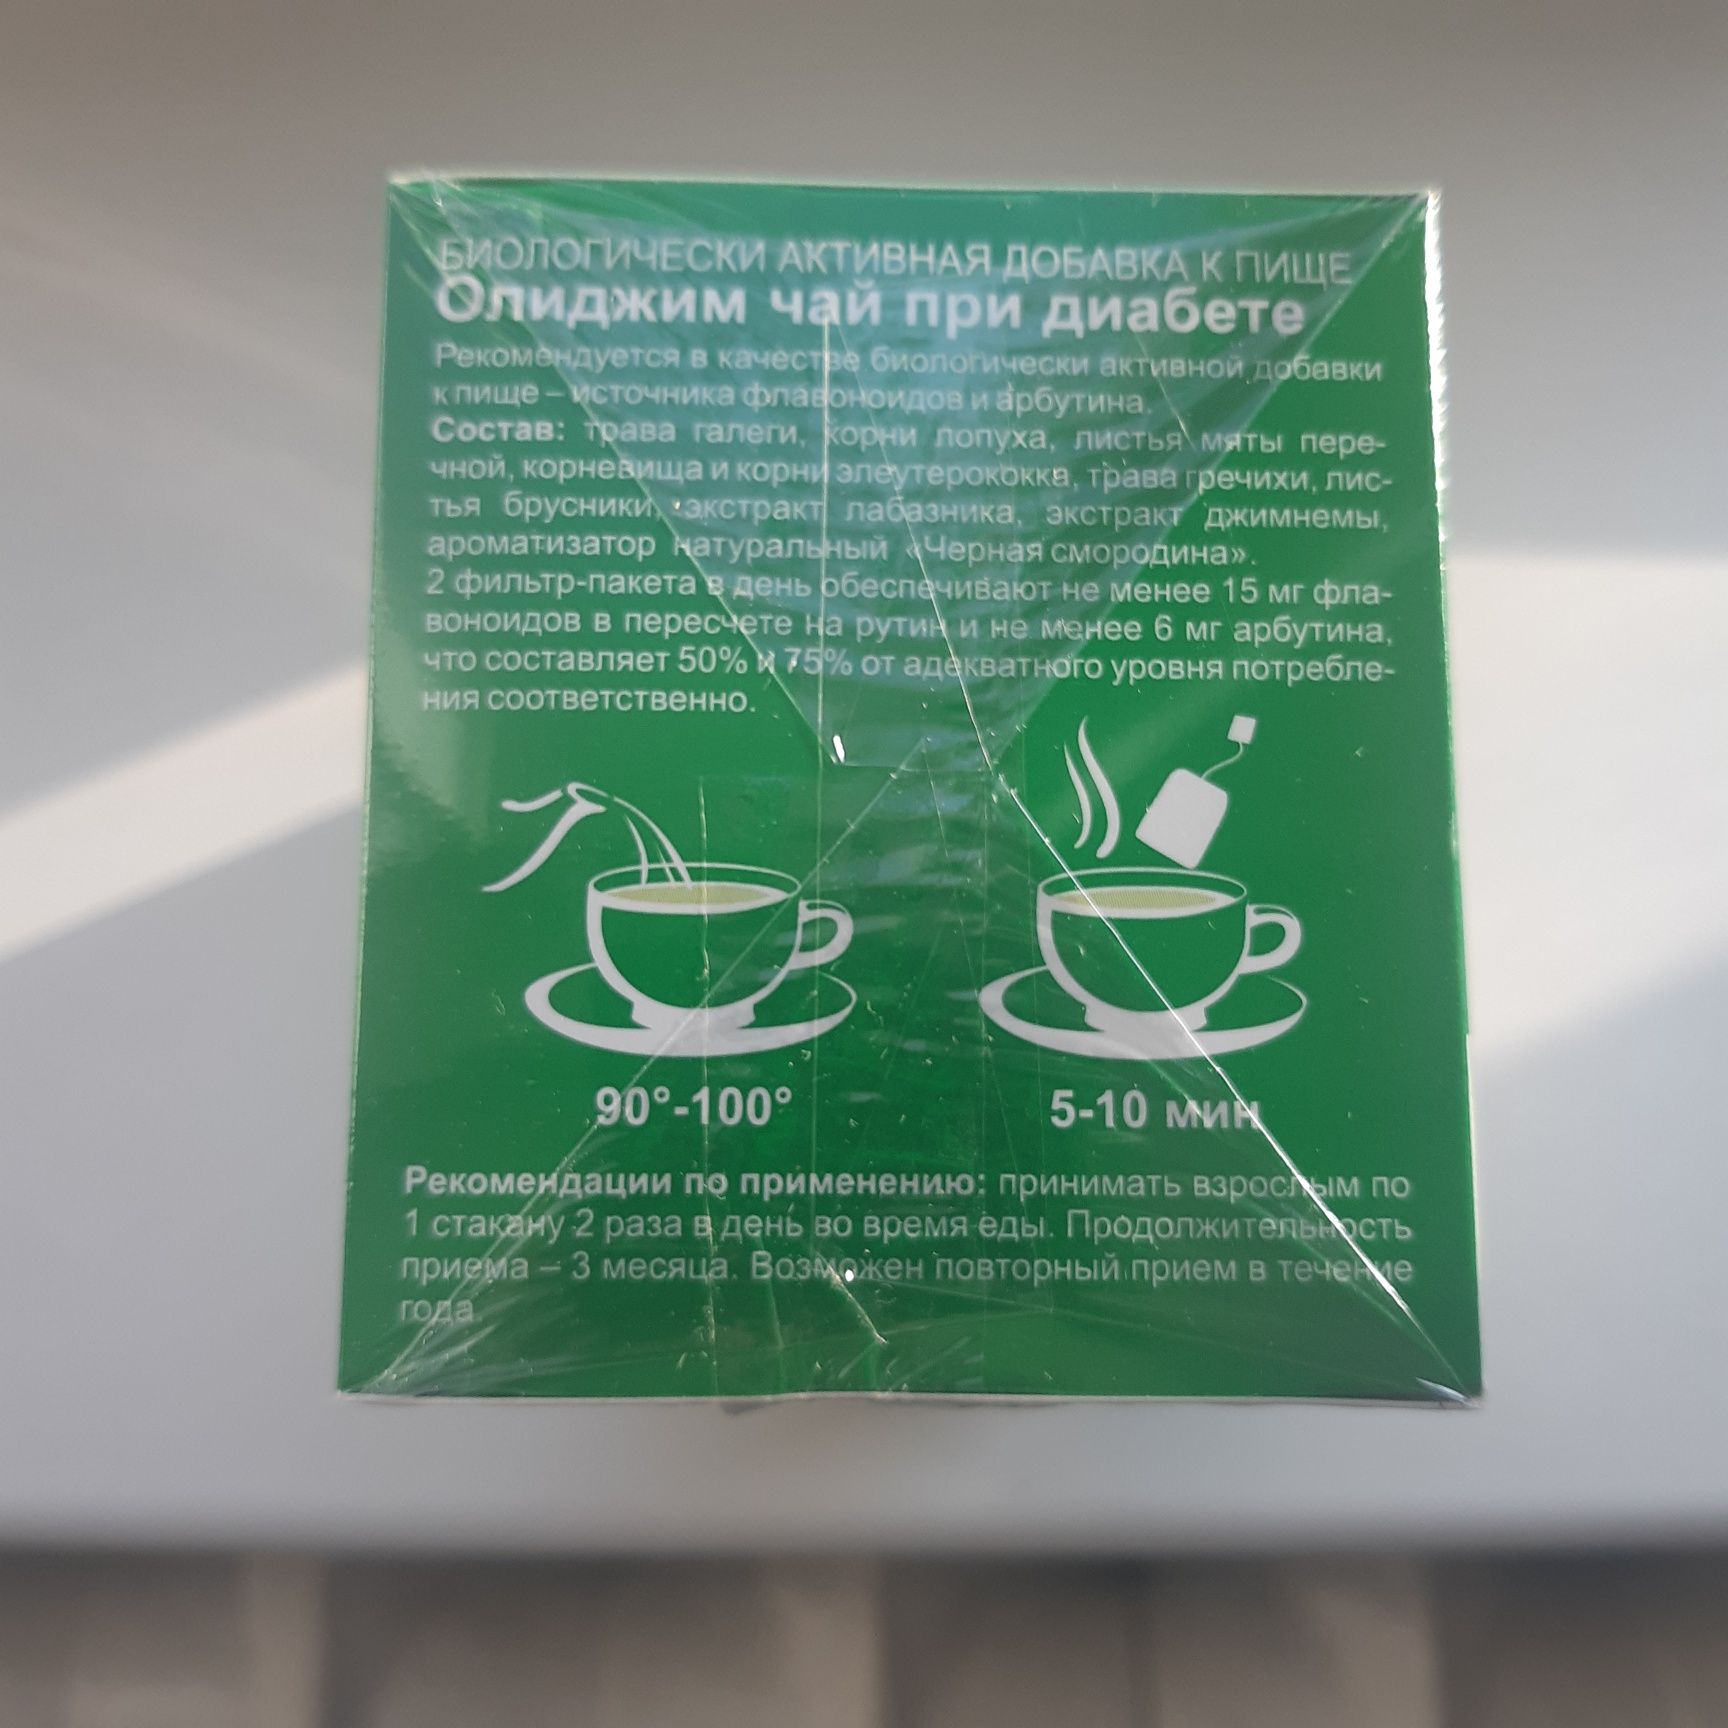 БИОЛОГИЧЕСКИ АКТИВНАЯ ДОБАВКА К ПИЩЕ
Олиджим чай при диабете
Рекомендуется в качестве биологически активной добавки
к пище – источника флавоноидов и арбутина.
Состав: трава галеги, корни лопуха, листья мяты пере-
чной, корневища и корни элеутерококка, трава гречихи, лис-
тья брусники, экстракт лабазника, экстракт джимнемы,
ароматизатор натуральный «Черная смородина».
2 фильтр-пакета в день обеспечивают не менее 15 мг фла-
воноидов в пересчете на рутин и не менее 6 мг арбутина,
что составляет 50% и 75% от адекватного уровня потребле-
ния соответственно.
90°-100°
5-10 мин
Рекомендации по применению: принимать взрослым по
1 стакану 2 раза в день во время еды. Продолжительность
приема – 3 месяца. Возможен повторный прием в течение
года.